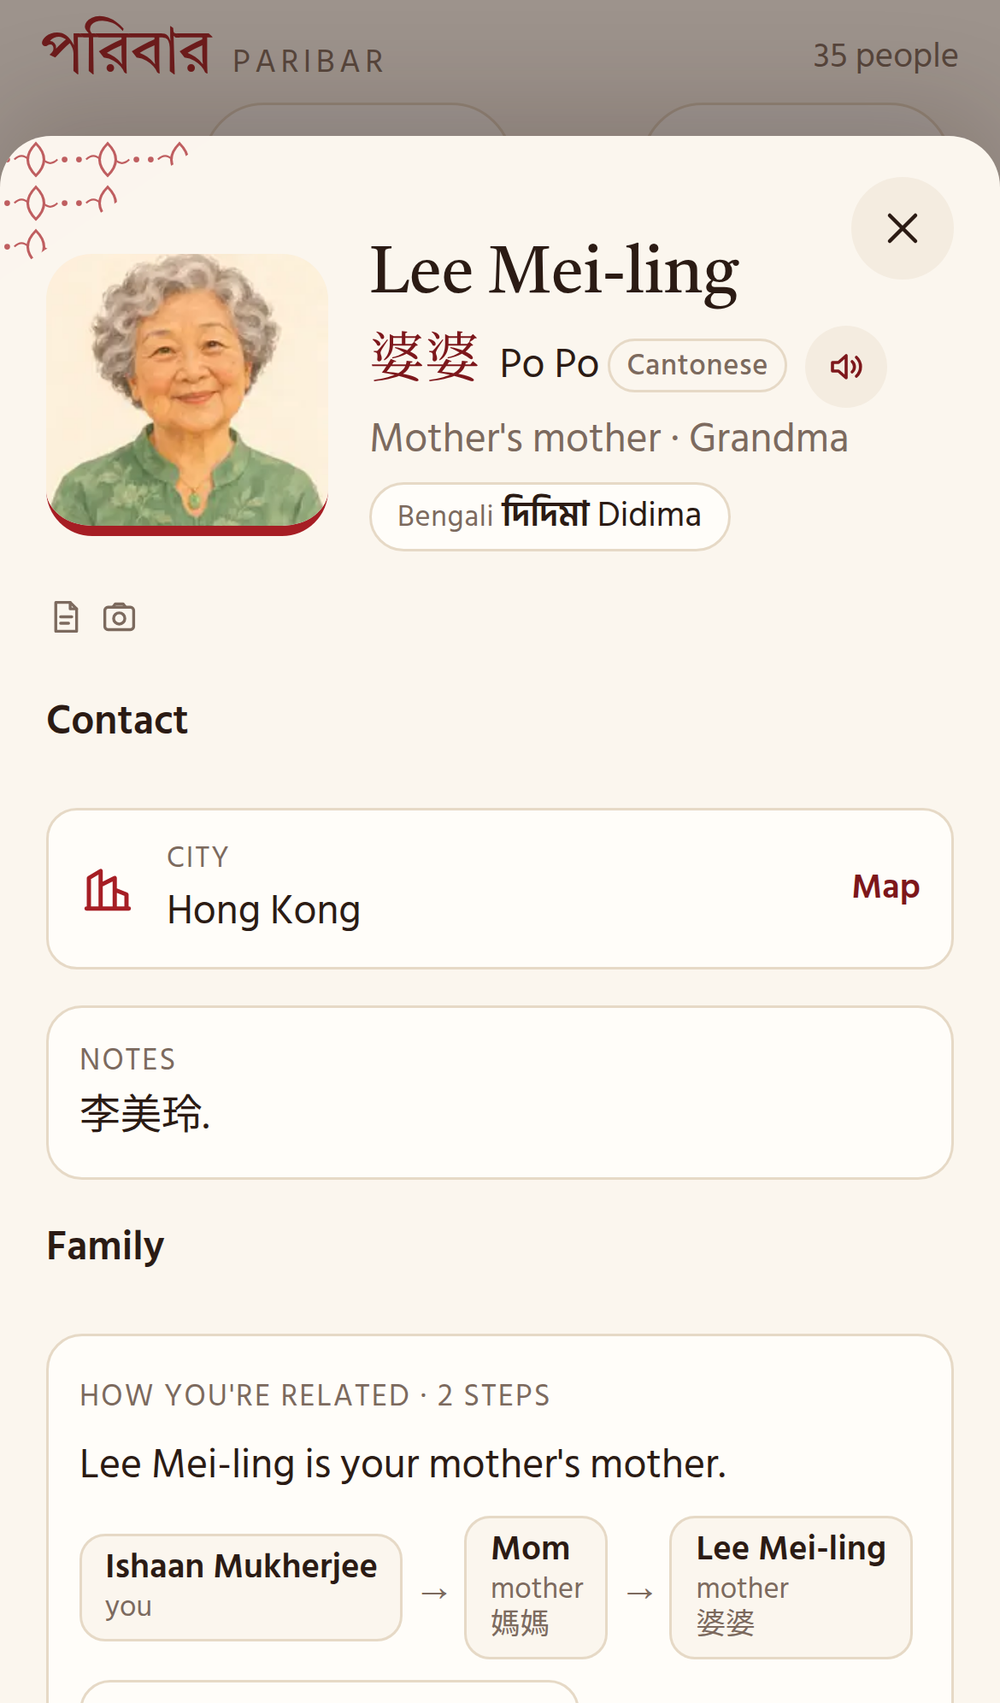 পরিবার PARIBAR
35 people
Lee Mei-ling
婆婆 Po Po Cantonese
Mother's mother · Grandma
Bengali দিদিমা Didima
Contact
CITY
Hong Kong
Map
NOTES
李美玲.
Family
HOW YOU'RE RELATED · 2 STEPS
Lee Mei-ling is your mother's mother.
Ishaan Mukherjee
you
→
Mom
mother
媽媽
→
Lee Mei-ling
mother
婆婆